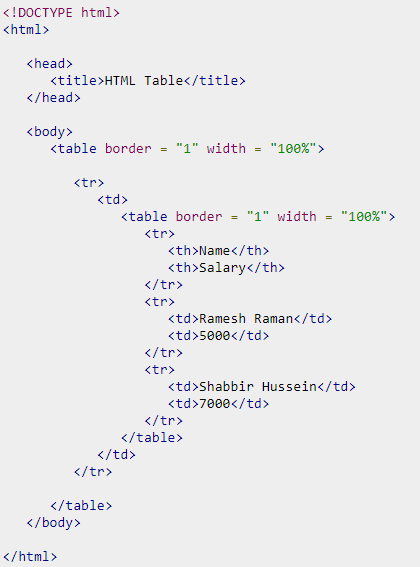 <!DOCTYPE html>
<html>
<head>
<title>HTML Table</title>
</head>
<body>
<table border = "1" width = "100%">
<tr>
<td>
<table border = "1" width = "100%">
<tr>
<th>Name</th>
<th>Salary</th>
</tr>
<tr>
<td>Ramesh Raman</td>
<td>5000</td>
</tr>
<tr>
<td>Shabbir Hussein</td>
<td>7000</td>
</tr>
</table>
</td>
</tr>
</table>
</body>
</html>